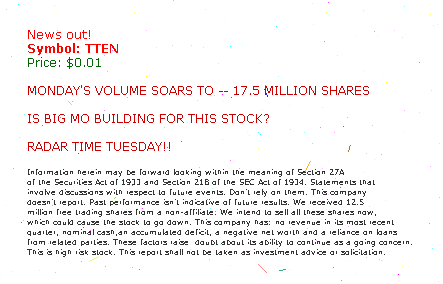 News out!
Symbol: TTEN
Price: $0.01
MONDAY'S VOLUME SOARS TO -- 17.5 MILLION SHARES
IS BIG MO BUILDING FOR THIS STOCK?
RADAR TIME TUESDAY!!
Information herein may be forward looking within the meaning of Section 27A
of the Securities Act of 1933 and Section 21B of the SEC Act of 1934. Statements that
involve discussions with respect to future events. Don't rely on them. This company
doesn't report. Past performance isn't indicative of future results. We received 12.5
million free trading shares from a non-affiliate. We intend to sell all these shares now,
which could cause the stock to go down. This company has: no revenue in its most recent
quarter, nominal cash,an accumulated deficit, a negative net worth and a reliance on loans
from related parties. These factors raise doubt about its ability to continue as a going concern.
This is high risk stock. This report shall not be taken as investment advice or solicitation.